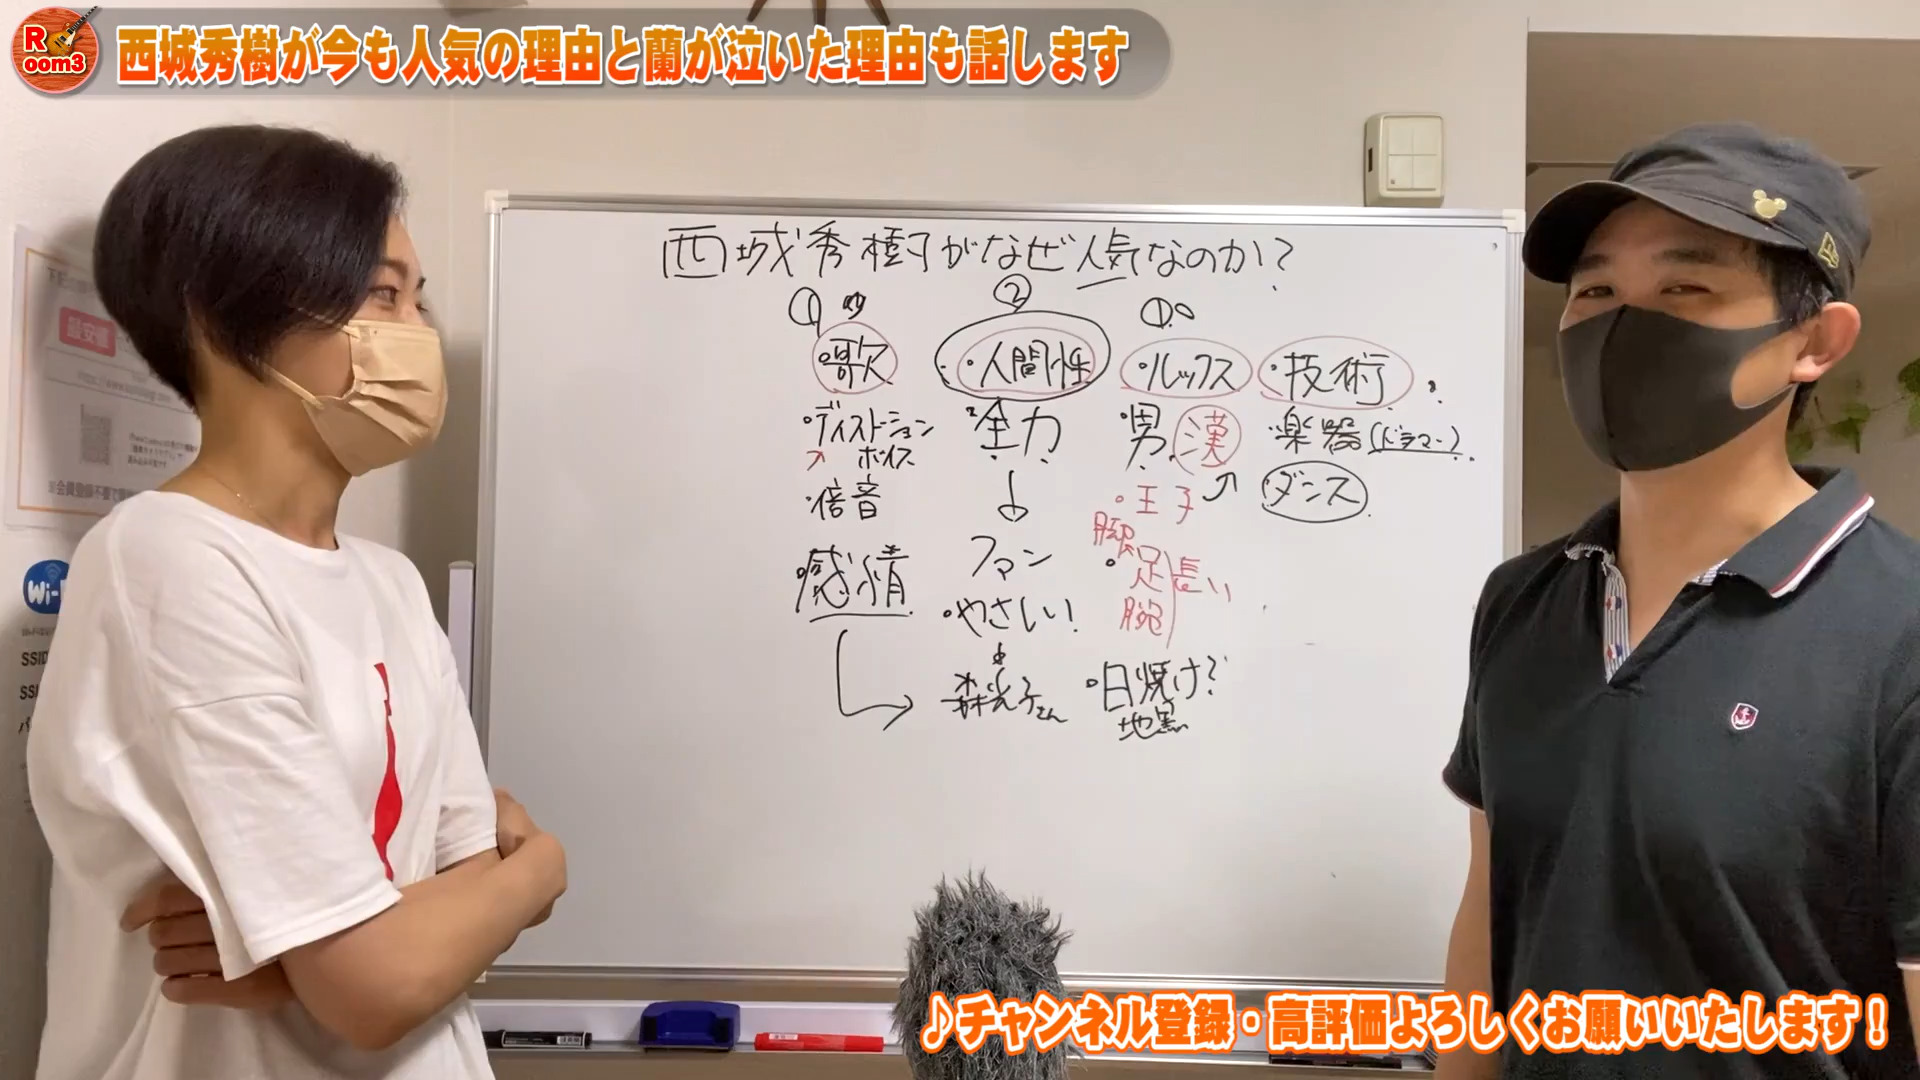 Room3
西城秀樹が今も人気の理由と蘭が泣いた理由も話します
西城秀樹がなぜ人気なのか?
① ②
・歌 ・人間性 ・ルックス ・技術
・ディストーション
ボイス
・倍音
・感情
全力
ファン
・やさしい!
森光子さん
男 漢
・王子
脚
・足 長い
腕
・日焼け?
地黒
楽器(ドラマー)
ダンス
最安値
Wi-F
SSID
♪チャンネル登録・高評価よろしくお願いいたします!